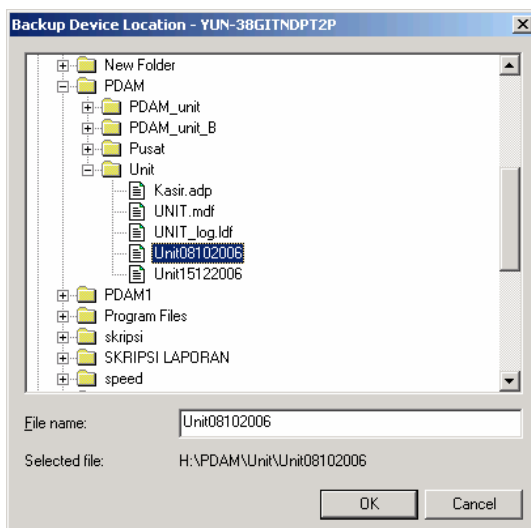 Backup Device Location - YUN-38GITNDPT2P
New Folder
PDAM
PDAM_unit
PDAM_unit_B
Pusat
Unit
Kasir.adp
UNIT.mdf
UNIT_log.ldf
Unit08102006
Unit15122006
PDAM1
Program Files
skripsi
SKRIPSI LAPORAN
speed
File name: Unit08102006
Selected file: H:\PDAM\Unit\Unit08102006
OK Cancel